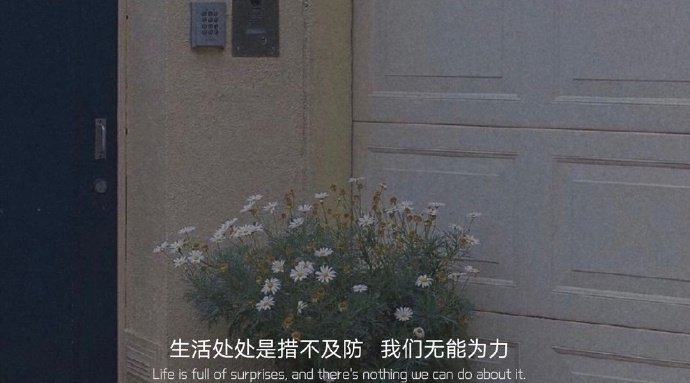 生活处处是措不及防 我们无能为力
Life is full of surprises, and there's nothing we can do about it.